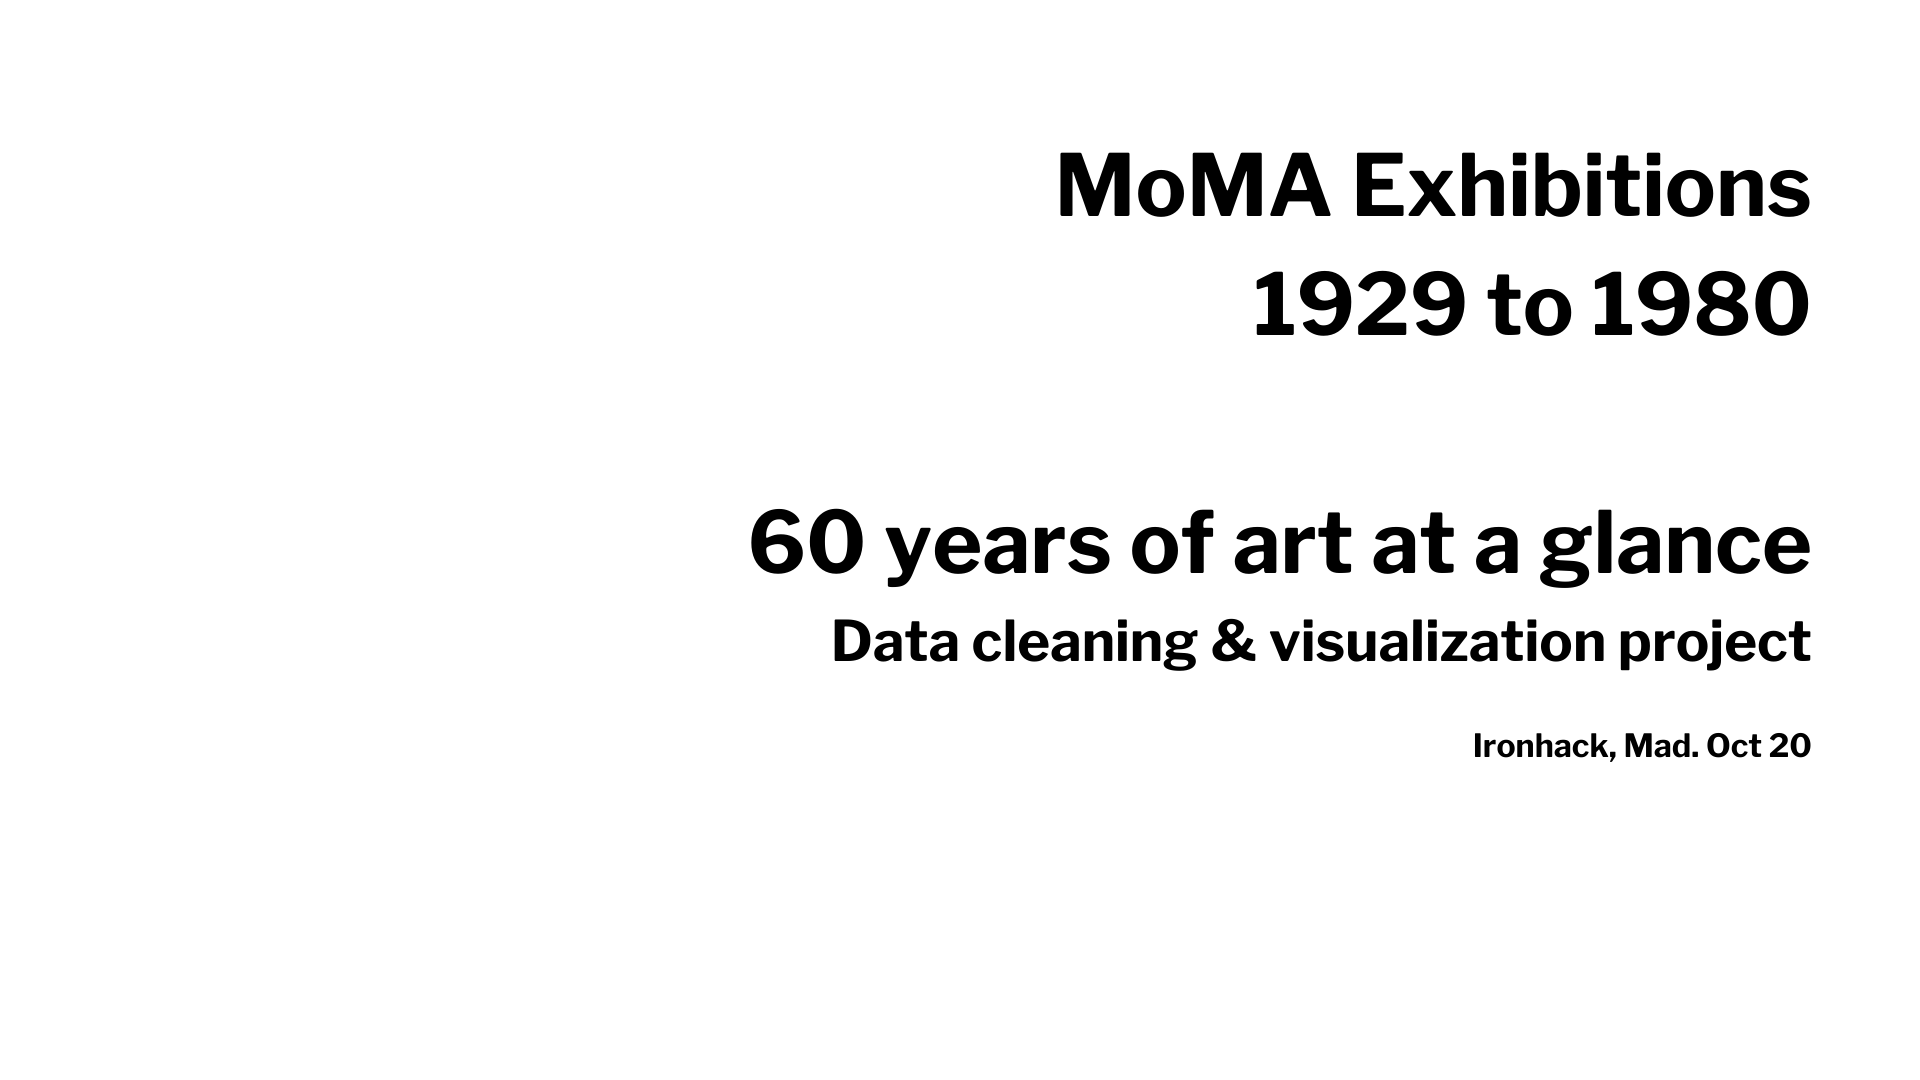 MoMA Exhibitions
1929 to 1980
60 years of art at a glance
Data cleaning & visualization project
Ironhack, Mad. Oct 20